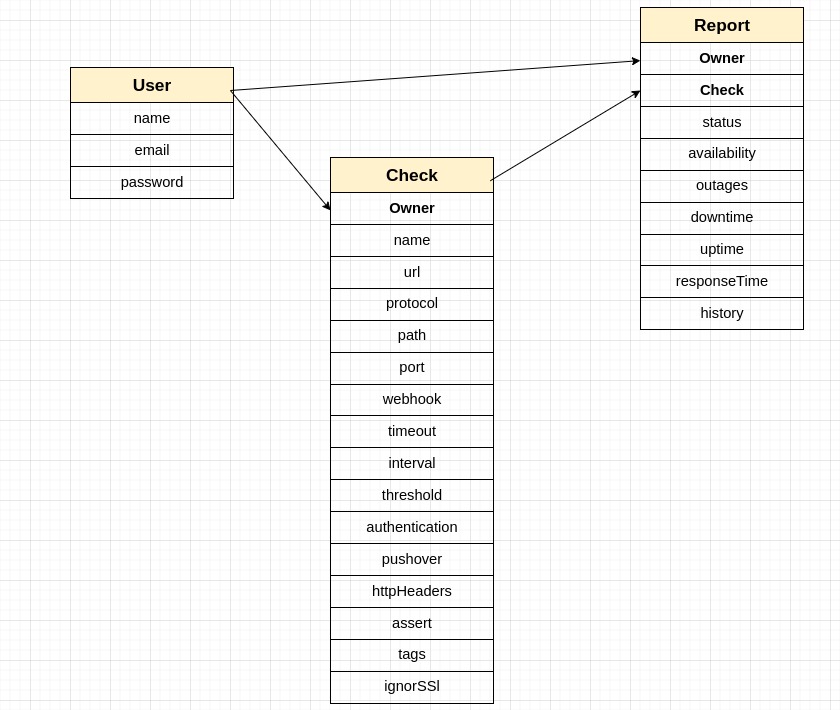 User
name
email
password
Check
Owner
name
url
protocol
path
port
webhook
timeout
interval
threshold
authentication
pushover
httpHeaders
assert
tags
ignorSSl
Report
Owner
Check
status
availability
outages
downtime
uptime
responseTime
history